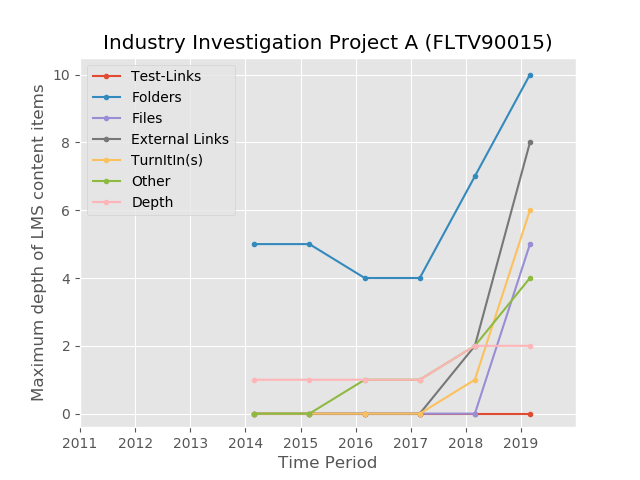 Industry Investigation Project A (FLTV90015)
Test-Links
Folders
Files
External Links
TurnItIn(s)
Other
Depth
Maximum depth of LMS content items
10
8
6
4
2
0
2011 2012 2013 2014 2015 2016 2017 2018 2019
Time Period